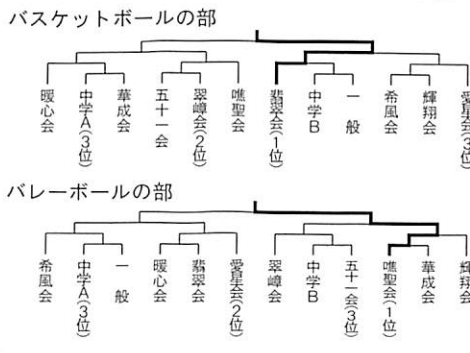 バスケットボールの部
暖心会
中学A(3位)
華成会
五十一会
翠嶂会(2位)
噍聖会
翡翠会(1位)
中学B
一般
希風会
輝翔会
愛星会(3位)
バレーボールの部
希風会
中学A(3位)
一般
暖心会
翡翠会
愛星会(2位)
翠嶂会
中学B
五十一会(3位)
噍聖会(1位)
華成会
輝翔会